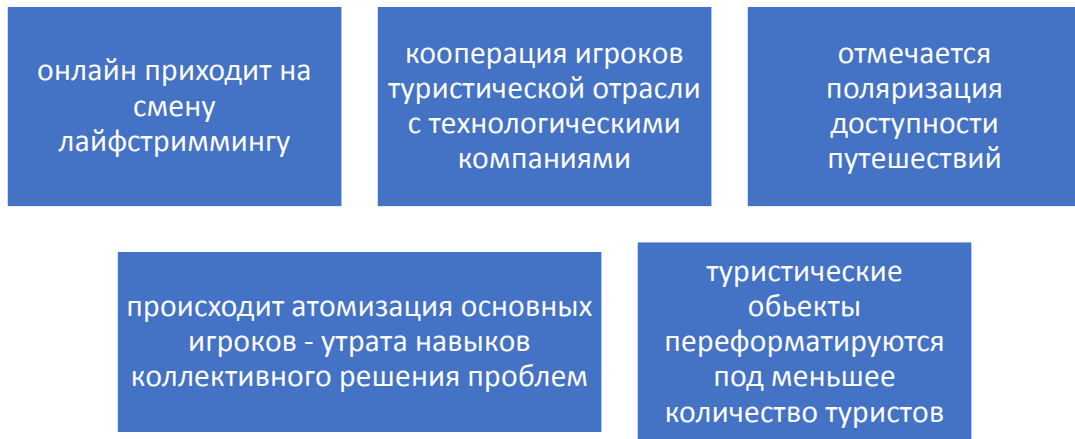 онлайн приходит на
смену
лайфстриммингу
кооперация игроков
туристической отрасли
с технологическими
компаниями
отмечается
поляризация
доступности
путешествий
происходит атомизация основных
игроков - утрата навыков
коллективного решения проблем
туристические
обьекты
переформатируются
под меньшее
количество туристов